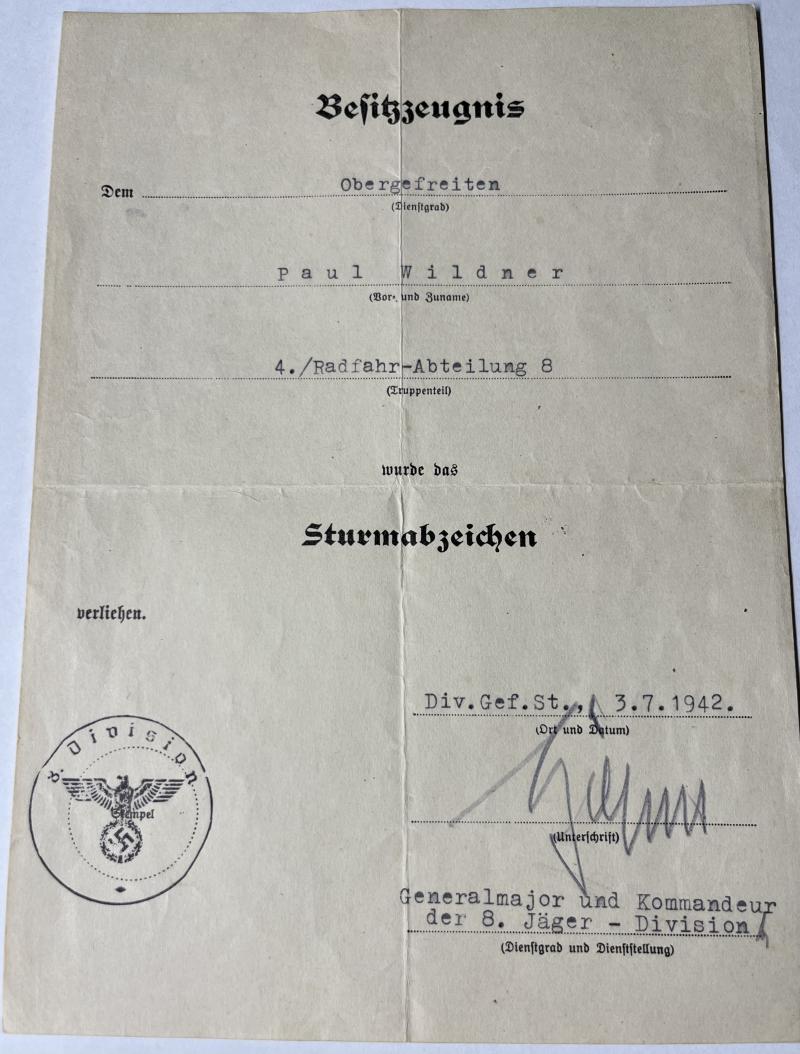 Besitzzeugnis
Dem Obergefreiten
(Dienstgrad)
Paul Wildner
(Vor- und Zuname)
4./Radfahr-Abteilung 8
(Truppenteil)
wurde das
Sturmabzeichen
verliehen.
Div.Gef.St., 3.7.1942.
(Ort und Datum)
8. Division
Stempel
(Unterschrift)
Generalmajor und Kommandeur
der 8. Jäger - Division
(Dienstgrad und Dienststellung)